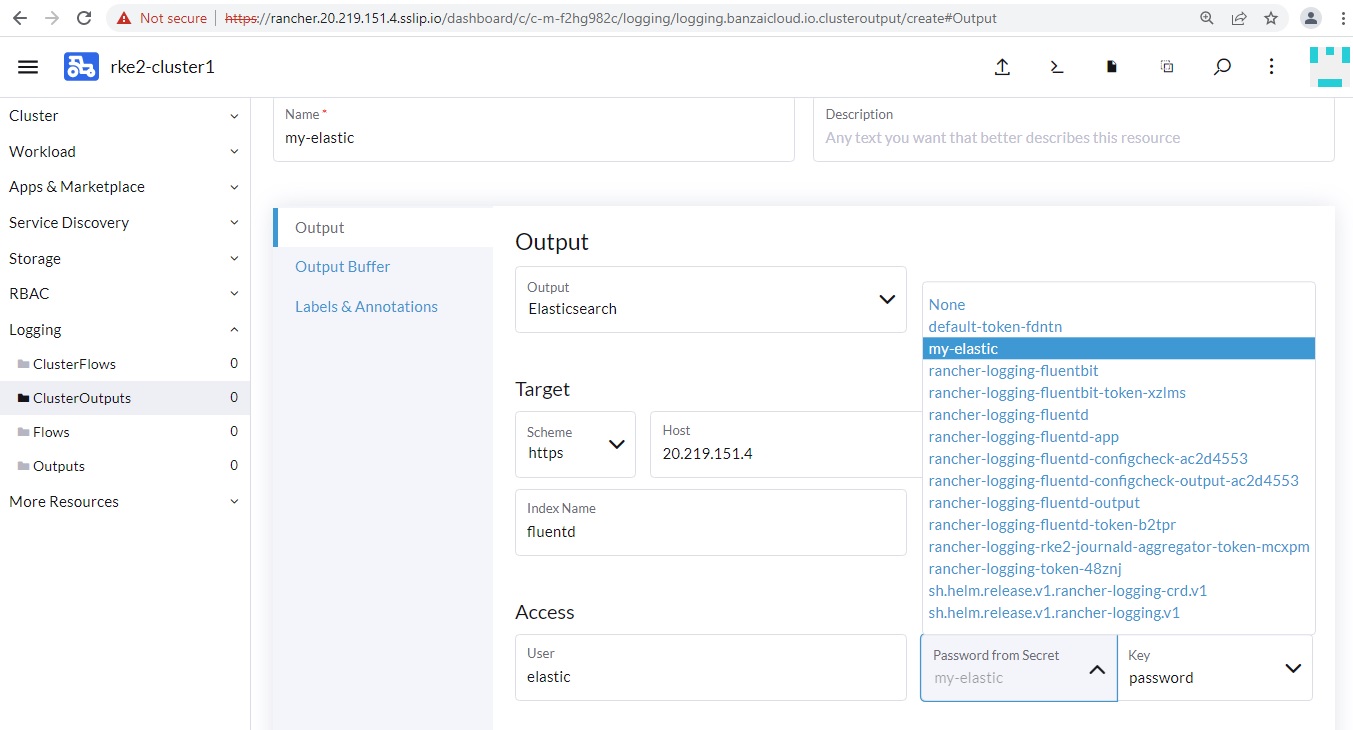 Not secure | https://rancher.20.219.151.4.sslip.io/dashboard/c/c-m-f2hg982c/logging/logging.banzaicloud.io.clusteroutput/create#Output
rke2-cluster1
Cluster
Workload
Apps & Marketplace
Service Discovery
Storage
RBAC
Logging
ClusterFlows 0
ClusterOutputs 0
Flows 0
Outputs 0
More Resources
Name *
my-elastic
Description
Any text you want that better describes this resource
Output
Output Buffer
Labels & Annotations
Output
Output
Elasticsearch
Target
Scheme
https
Host
20.219.151.4
Index Name
fluentd
Access
User
elastic
None
default-token-fdntn
my-elastic
rancher-logging-fluentbit
rancher-logging-fluentbit-token-xzlms
rancher-logging-fluentd
rancher-logging-fluentd-app
rancher-logging-fluentd-configcheck-ac2d4553
rancher-logging-fluentd-configcheck-output-ac2d4553
rancher-logging-fluentd-output
rancher-logging-fluentd-token-b2tpr
rancher-logging-rke2-journald-aggregator-token-mcxpm
rancher-logging-token-48znj
sh.helm.release.v1.rancher-logging-crd.v1
sh.helm.release.v1.rancher-logging.v1
Password from Secret
my-elastic
Key
password